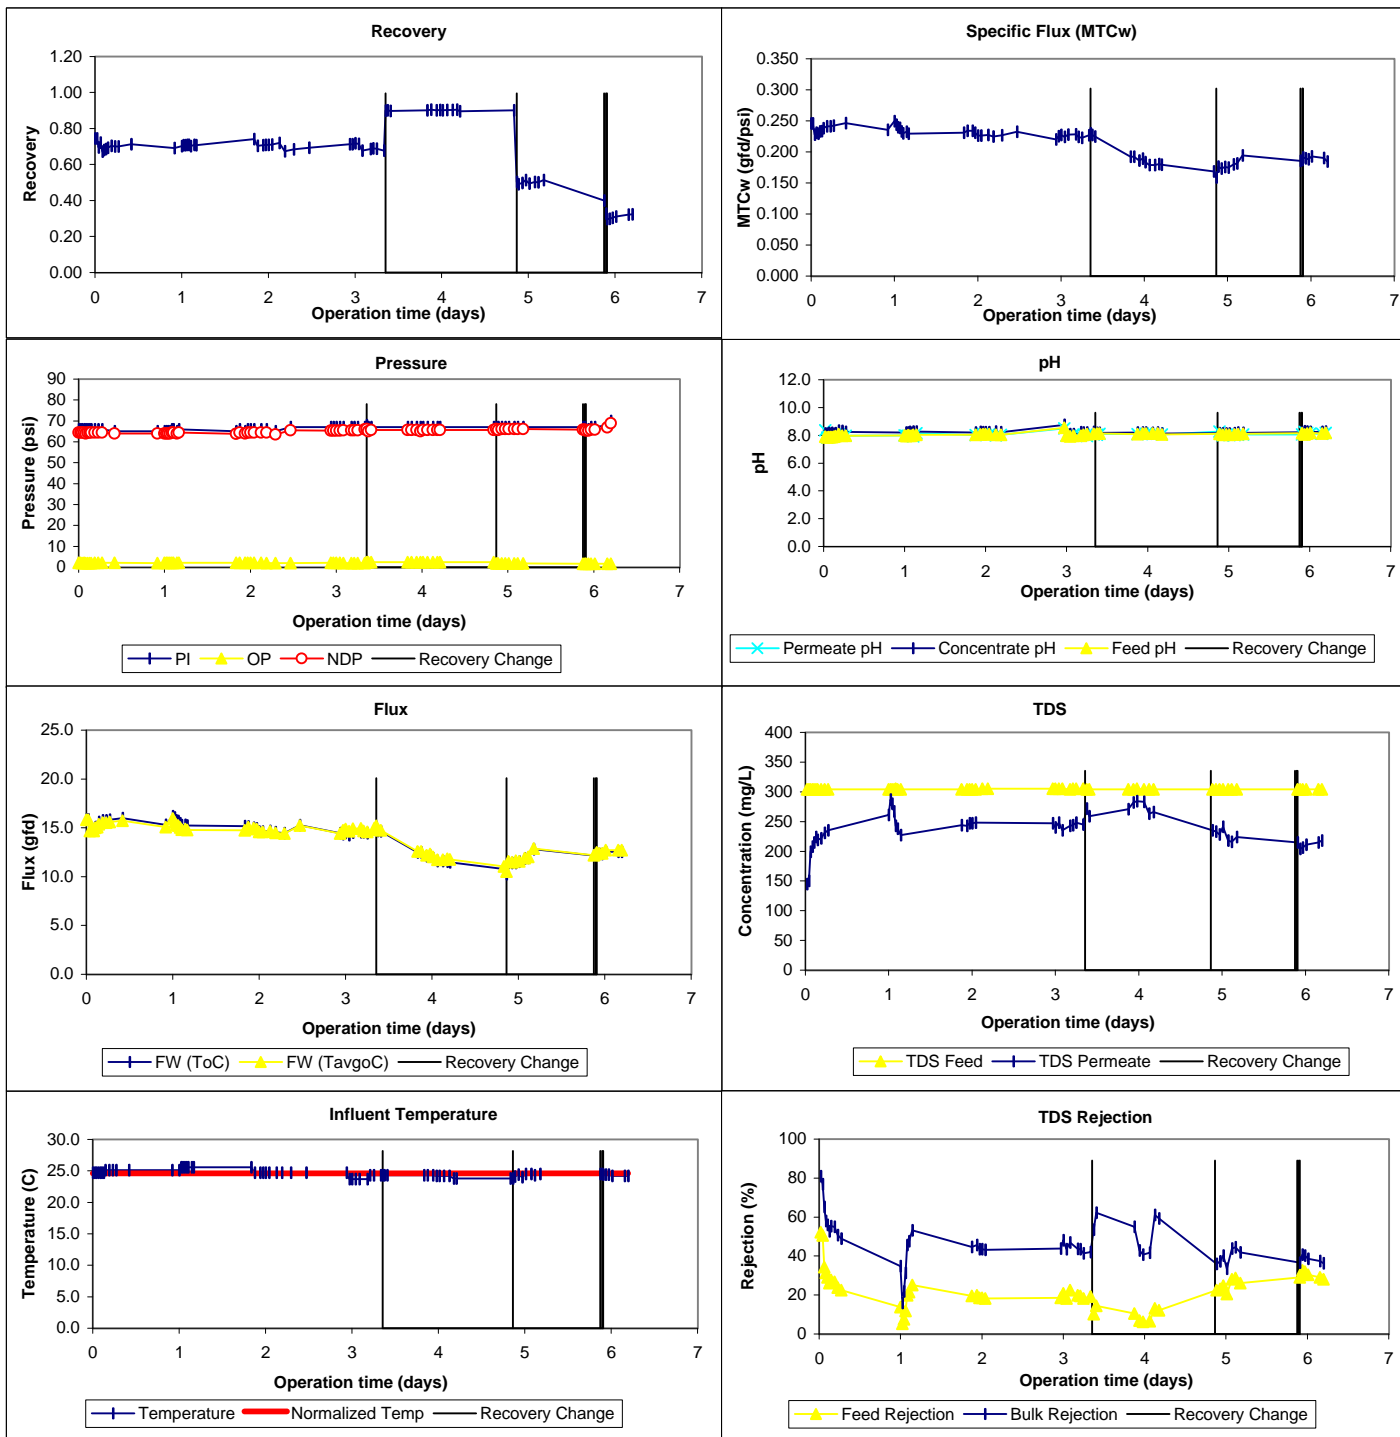 Recovery
1.20
1.00
0.80
0.60
0.40
0.20
0.00
Recovery
0 1 2 3 4 5 6 7
Operation time (days)
Specific Flux (MTCw)
0.350
0.300
0.250
0.200
0.150
0.100
0.050
0.000
MTCw (gfd/psi)
0 1 2 3 4 5 6 7
Operation time (days)
Pressure
90
80
70
60
50
40
30
20
10
0
Pressure (psi)
0 1 2 3 4 5 6 7
Operation time (days)
PI OP NDP Recovery Change
pH
12.0
10.0
8.0
6.0
4.0
2.0
0.0
pH
0 1 2 3 4 5 6 7
Operation time (days)
Permeate pH Concentrate pH Feed pH Recovery Change
Flux
25.0
20.0
15.0
10.0
5.0
0.0
Flux (gfd)
0 1 2 3 4 5 6 7
Operation time (days)
FW (ToC) FW (TavgoC) Recovery Change
TDS
400
350
300
250
200
150
100
50
0
Concentration (mg/L)
0 1 2 3 4 5 6 7
Operation time (days)
TDS Feed TDS Permeate Recovery Change
Influent Temperature
30.0
25.0
20.0
15.0
10.0
5.0
0.0
Temperature (C)
0 1 2 3 4 5 6 7
Operation time (days)
Temperature Normalized Temp Recovery Change
TDS Rejection
100
80
60
40
20
0
Rejection (%)
0 1 2 3 4 5 6 7
Operation time (days)
Feed Rejection Bulk Rejection Recovery Change